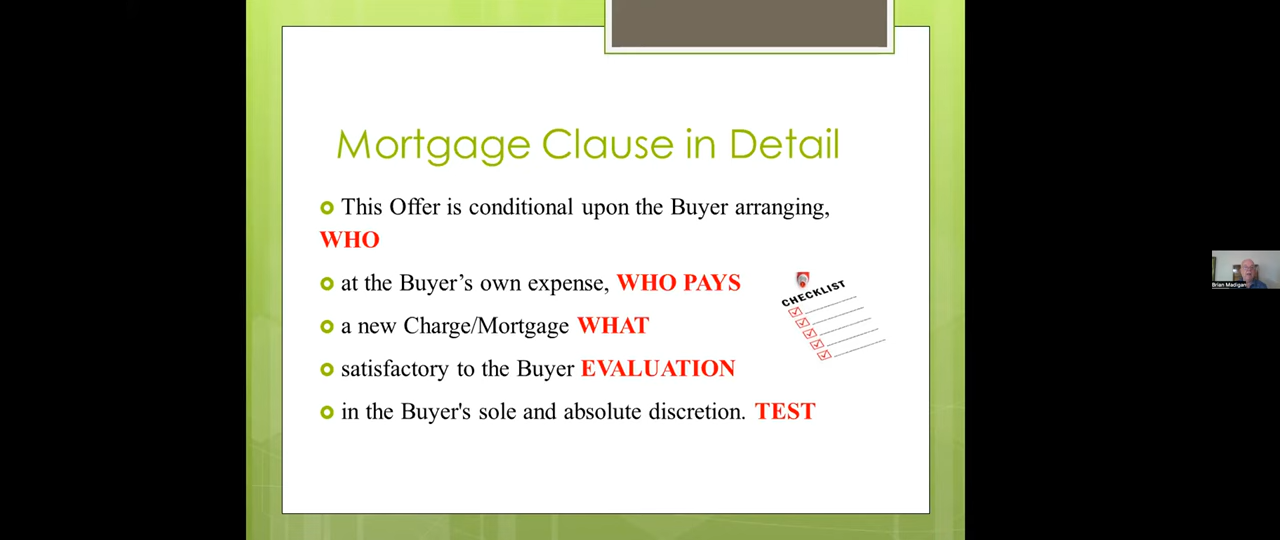 Mortgage Clause in Detail
This Offer is conditional upon the Buyer arranging,
WHO
at the Buyer’s own expense, WHO PAYS
a new Charge/Mortgage WHAT
satisfactory to the Buyer EVALUATION
in the Buyer's sole and absolute discretion. TEST
CHECKLIST
Brian Madigan